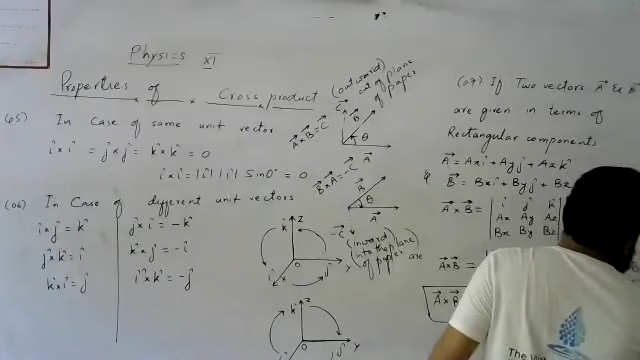 Physics XI
Properties of Cross product
05) In Case of same unit vector
î × î = ĵ × ĵ = k̂ × k̂ = 0
î × î = |î| |î| Sin0° = 0
(06) In Case of different unit vectors
î × ĵ = k̂
ĵ × k̂ = î
k̂ × î = ĵ
ĵ × î = -k̂
k̂ × ĵ = -î
î × k̂ = -ĵ
(outward)
out of plane
of paper
C⃗
A⃗×B⃗=C⃗
B⃗
θ
A⃗
B⃗×A⃗=-C⃗
B⃗
θ
A⃗
-C⃗
(inward)
into the plane
of paper are
k̂ Z
O
î
ĵ Y
k̂ Z
O
ĵ Y
(07) If Two vectors A⃗ & B⃗
are given in terms of
Rectangular components
A⃗ = Axî + Ayĵ + Azk̂
& B⃗ = Bxî + Byĵ + Bz
A⃗×B⃗ = | î ĵ k̂ |
Ax Ay Az
Bx By Bz
A⃗×B⃗ =
A⃗×B⃗
The